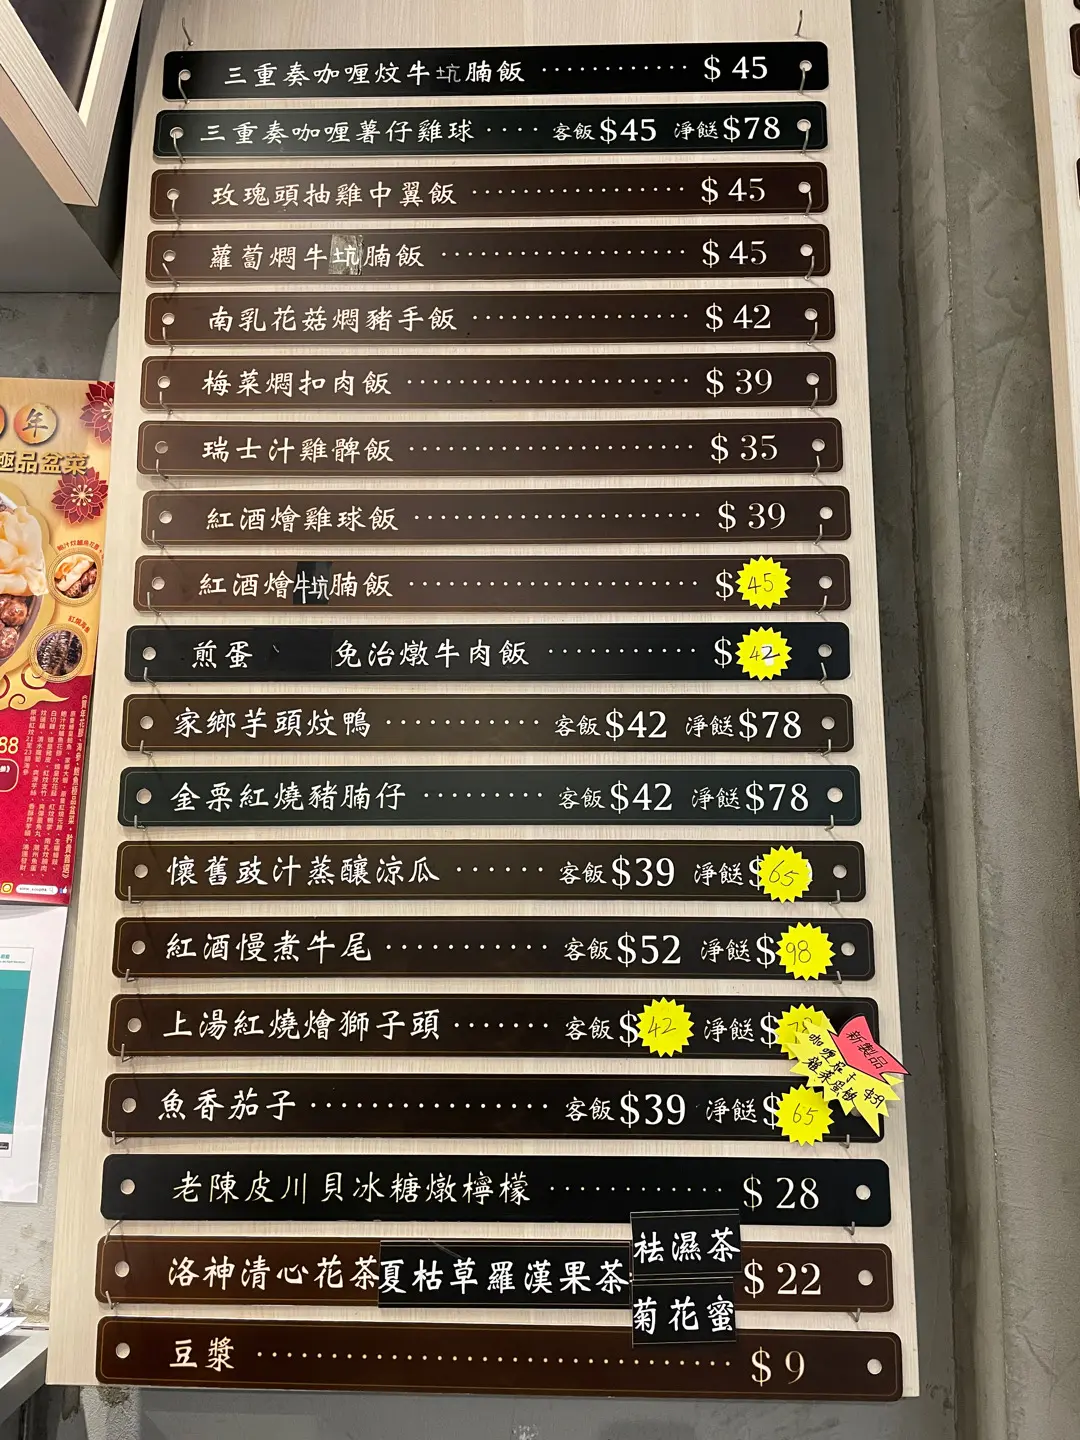 三重奏咖喱炆牛坑腩飯 ············ $ 45
三重奏咖喱薯仔雞球 ···· 客飯 $45 淨餸 $78
玫瑰頭抽雞中翼飯 ·················· $ 45
蘿蔔燜牛坑腩飯 ···················· $ 45
南乳花菇燜豬手飯 ·················· $ 42
梅菜燜扣肉飯 ······················· $ 39
瑞士汁雞髀飯 ······················· $ 35
紅酒燴雞球飯 ······················· $ 39
紅酒燴牛坑腩飯 ······················· $ 45
煎蛋、免治燉牛肉飯 ··········· $ 42
家鄉芋頭炆鴨 ············ 客飯 $42 淨餸 $78
金栗紅燒豬腩仔 ········· 客飯 $42 淨餸 $78
懷舊豉汁蒸釀涼瓜 ······· 客飯 $39 淨餸 $65
紅酒慢煮牛尾 ············ 客飯 $52 淨餸 $98
上湯紅燒燴獅子頭 ······· 客飯 $42 淨餸 $78
新製品
$39
魚香茄子 ················· 客飯 $39 淨餸 $65
老陳皮川貝冰糖燉檸檬 ············ $ 28
洛神清心花茶 夏枯草羅漢果茶 祛濕茶 菊花蜜 $ 22
豆漿 ······························ $ 9
年
極品盆菜
88